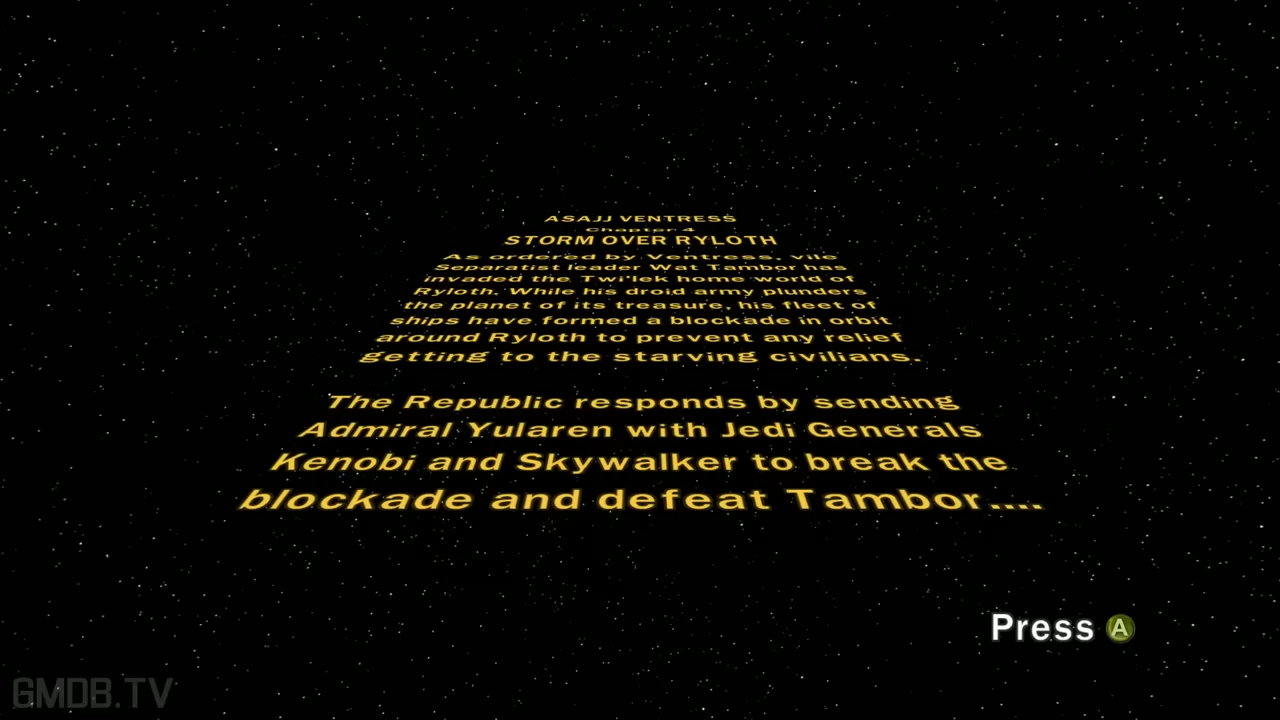 ASAJJ VENTRESS
Chapter 4
STORM OVER RYLOTH
As ordered by Ventress, vile
Separatist leader Wat Tambor has
invaded the Twi'lek home world of
Ryloth. While his droid army plunders
the planet of its treasure, his fleet of
ships have formed a blockade in orbit
around Ryloth to prevent any relief
getting to the starving civilians.
The Republic responds by sending
Admiral Yularen with Jedi Generals
Kenobi and Skywalker to break the
blockade and defeat Tambor....
Press A
GMDB.TV